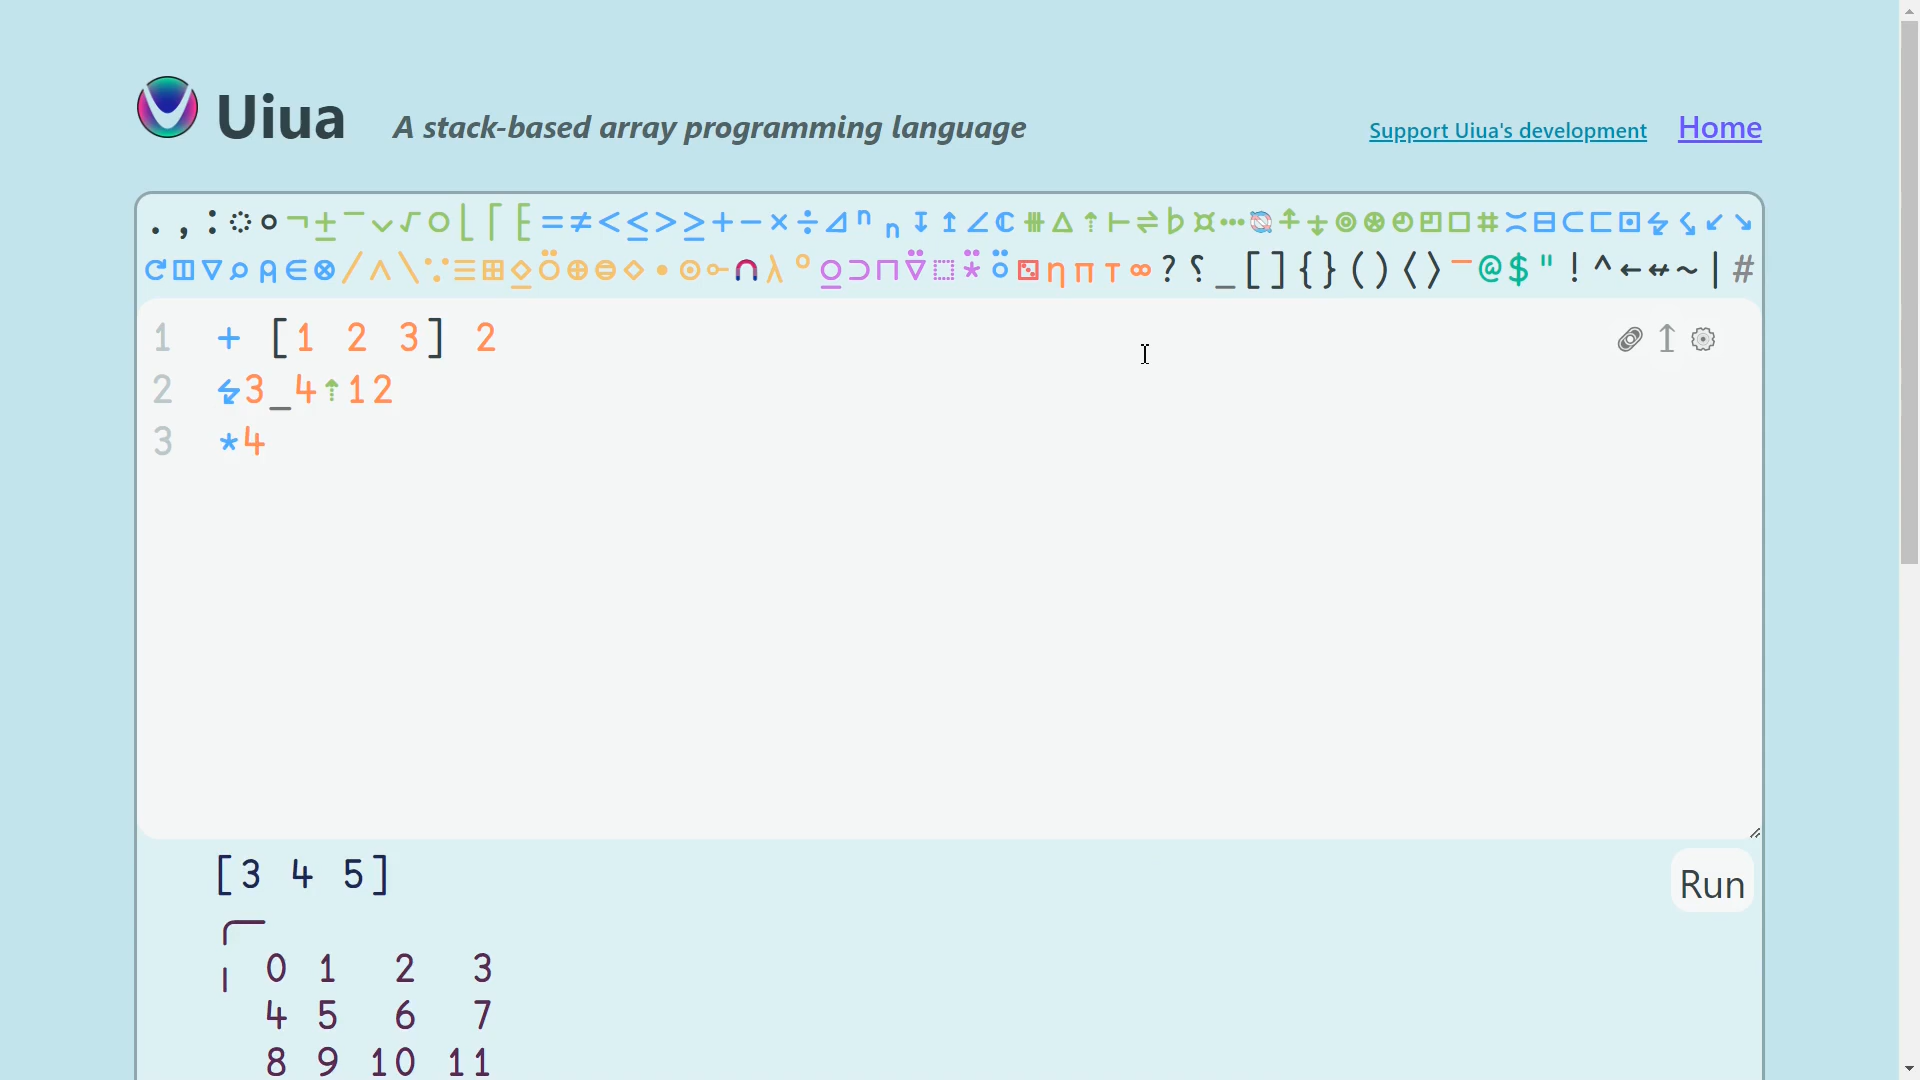 Uiua
A stack-based array programming language
Support Uiua's development
Home
. , : ◌ ∘ ¬ ± ¯ ⌵ √ ○ ⌊ ⌈ ⁅ = ≠ < ≤ > ≥ + - × ÷ ◿ ⁿ ₙ ↧ ↥ ∠ ℂ ⧻ △ ⇡ ⊢ ⇌ ♭ ¤ ⋯ ⍉ ⍏ ⍖ ⊚ ⊛ ◴ ◰ □ # ≍ ⊟ ⊂ ⊏ ⊡ ↯ ☇ ↙ ↘
↻ ◫ ▽ ⌕ ⍝ ∈ ⊗ / ∧ \ ∵ ≡ ⊞ ⊕ ⊜ ◇ ⊙ ⊸ ∩ λ ° ⊃ ⊓ ⚂ η π τ ∞ ? ⸮ _ [ ] { } ( ) ⟨ ⟩ ¯ @ $ " ! ^ ← ↚ ~ | #
1 + [1 2 3] 2
2 ↯3_4⇡12
3 *4
[3 4 5]
Run
0 1 2 3
4 5 6 7
8 9 10 11